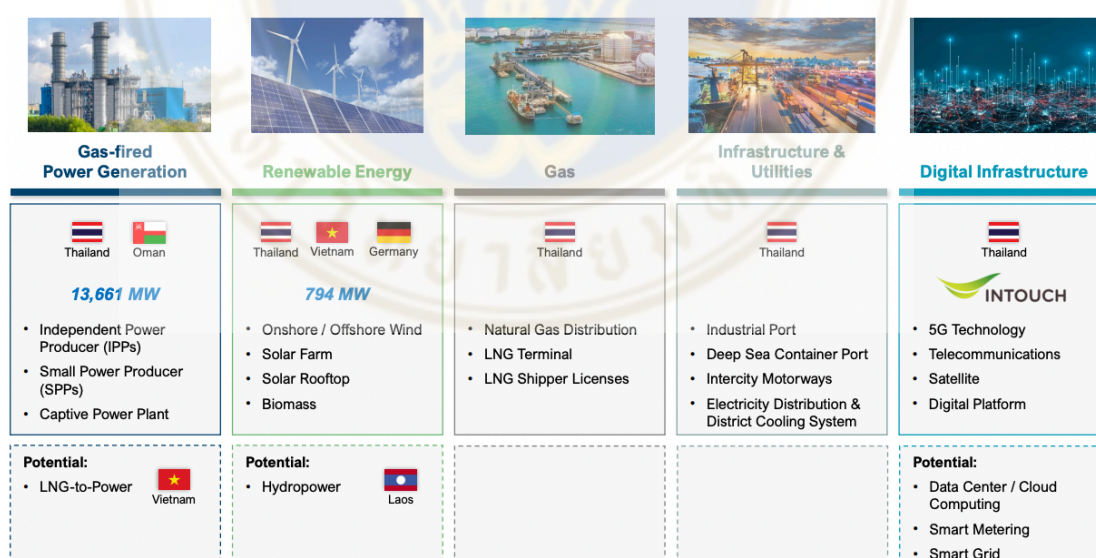 Gas-fired
Power Generation
Renewable Energy
Gas
Infrastructure &
Utilities
Digital Infrastructure
Thailand
Oman
13,661 MW
• Independent Power
Producer (IPPs)
• Small Power Producer
(SPPs)
• Captive Power Plant
Thailand
Vietnam
Germany
794 MW
• Onshore / Offshore Wind
• Solar Farm
• Solar Rooftop
• Biomass
Thailand
• Natural Gas Distribution
• LNG Terminal
• LNG Shipper Licenses
Thailand
• Industrial Port
• Deep Sea Container Port
• Intercity Motorways
• Electricity Distribution &
District Cooling System
Thailand
INTOUCH
• 5G Technology
• Telecommunications
• Satellite
• Digital Platform
Potential:
• LNG-to-Power
Vietnam
Potential:
• Hydropower
Laos
Potential:
• Data Center / Cloud
Computing
• Smart Metering
• Smart Grid